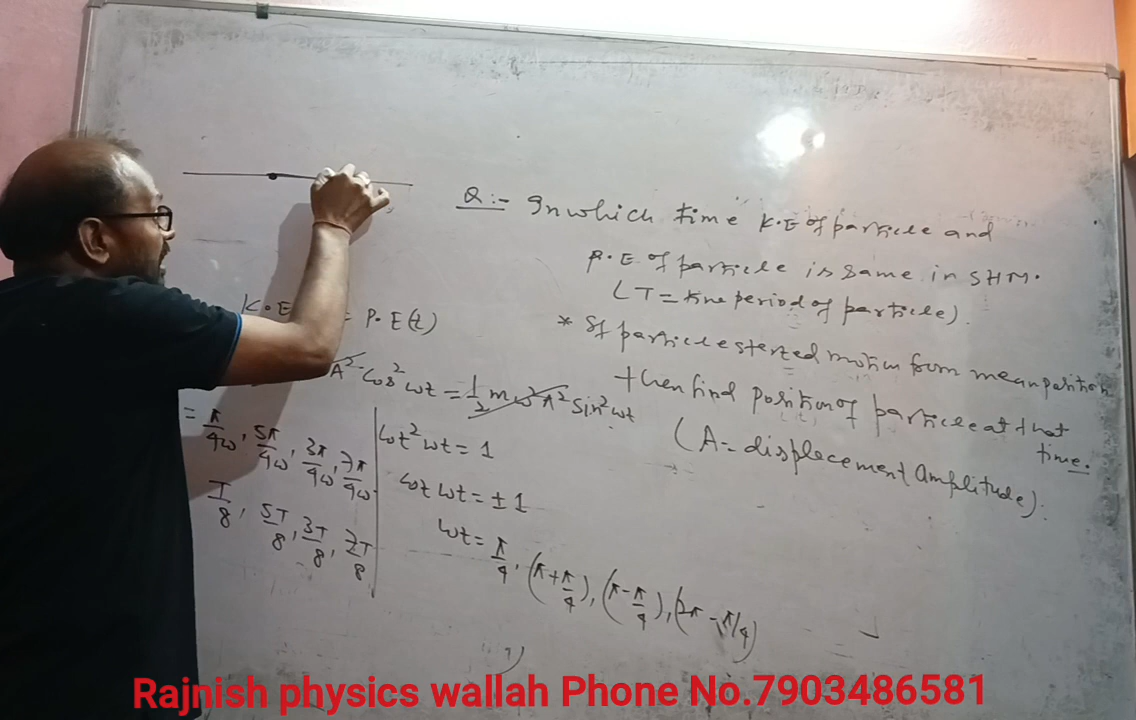 Q:- In which time K.E of particle and
P.E of particle is same in SHM.
(T = time period of particle).
* If particle started motion from mean position
then find position of particle at that
time.
(A = displacement amplitude).
K.E = P.E(t)
A² cos² ωt = 1/2 mω² A² sin² ωt
cot² ωt = 1
cot ωt = ± 1
ωt = π/4, (π+π/4), (π-π/4), (2π-π/4)
= π/4ω, 5π/4ω, 3π/4ω, 7π/4ω
T/8, 5T/8, 3T/8, 7T/8
Rajnish physics wallah Phone No.7903486581